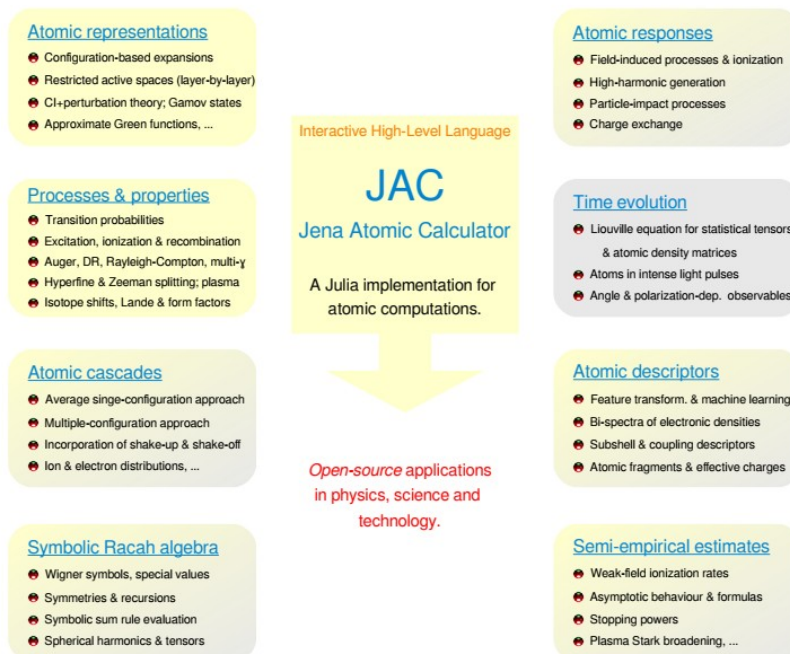 Atomic representations
Configuration-based expansions
Restricted active spaces (layer-by-layer)
CI+perturbation theory; Gamov states
Approximate Green functions, ...
Processes & properties
Transition probabilities
Excitation, ionization & recombination
Auger, DR, Rayleigh-Compton, multi-γ
Hyperfine & Zeeman splitting; plasma
Isotope shifts, Lande & form factors
Atomic cascades
Average singe-configuration approach
Multiple-configuration approach
Incorporation of shake-up & shake-off
Ion & electron distributions, ...
Symbolic Racah algebra
Wigner symbols, special values
Symmetries & recursions
Symbolic sum rule evaluation
Spherical harmonics & tensors
Interactive High-Level Language
JAC
Jena Atomic Calculator
A Julia implementation for
atomic computations.
Open-source applications
in physics, science and
technology.
Atomic responses
Field-induced processes & ionization
High-harmonic generation
Particle-impact processes
Charge exchange
Time evolution
Liouville equation for statistical tensors
& atomic density matrices
Atoms in intense light pulses
Angle & polarization-dep. observables
Atomic descriptors
Feature transform. & machine learning
Bi-spectra of electronic densities
Subshell & coupling descriptors
Atomic fragments & effective charges
Semi-empirical estimates
Weak-field ionization rates
Asymptotic behaviour & formulas
Stopping powers
Plasma Stark broadening, ...